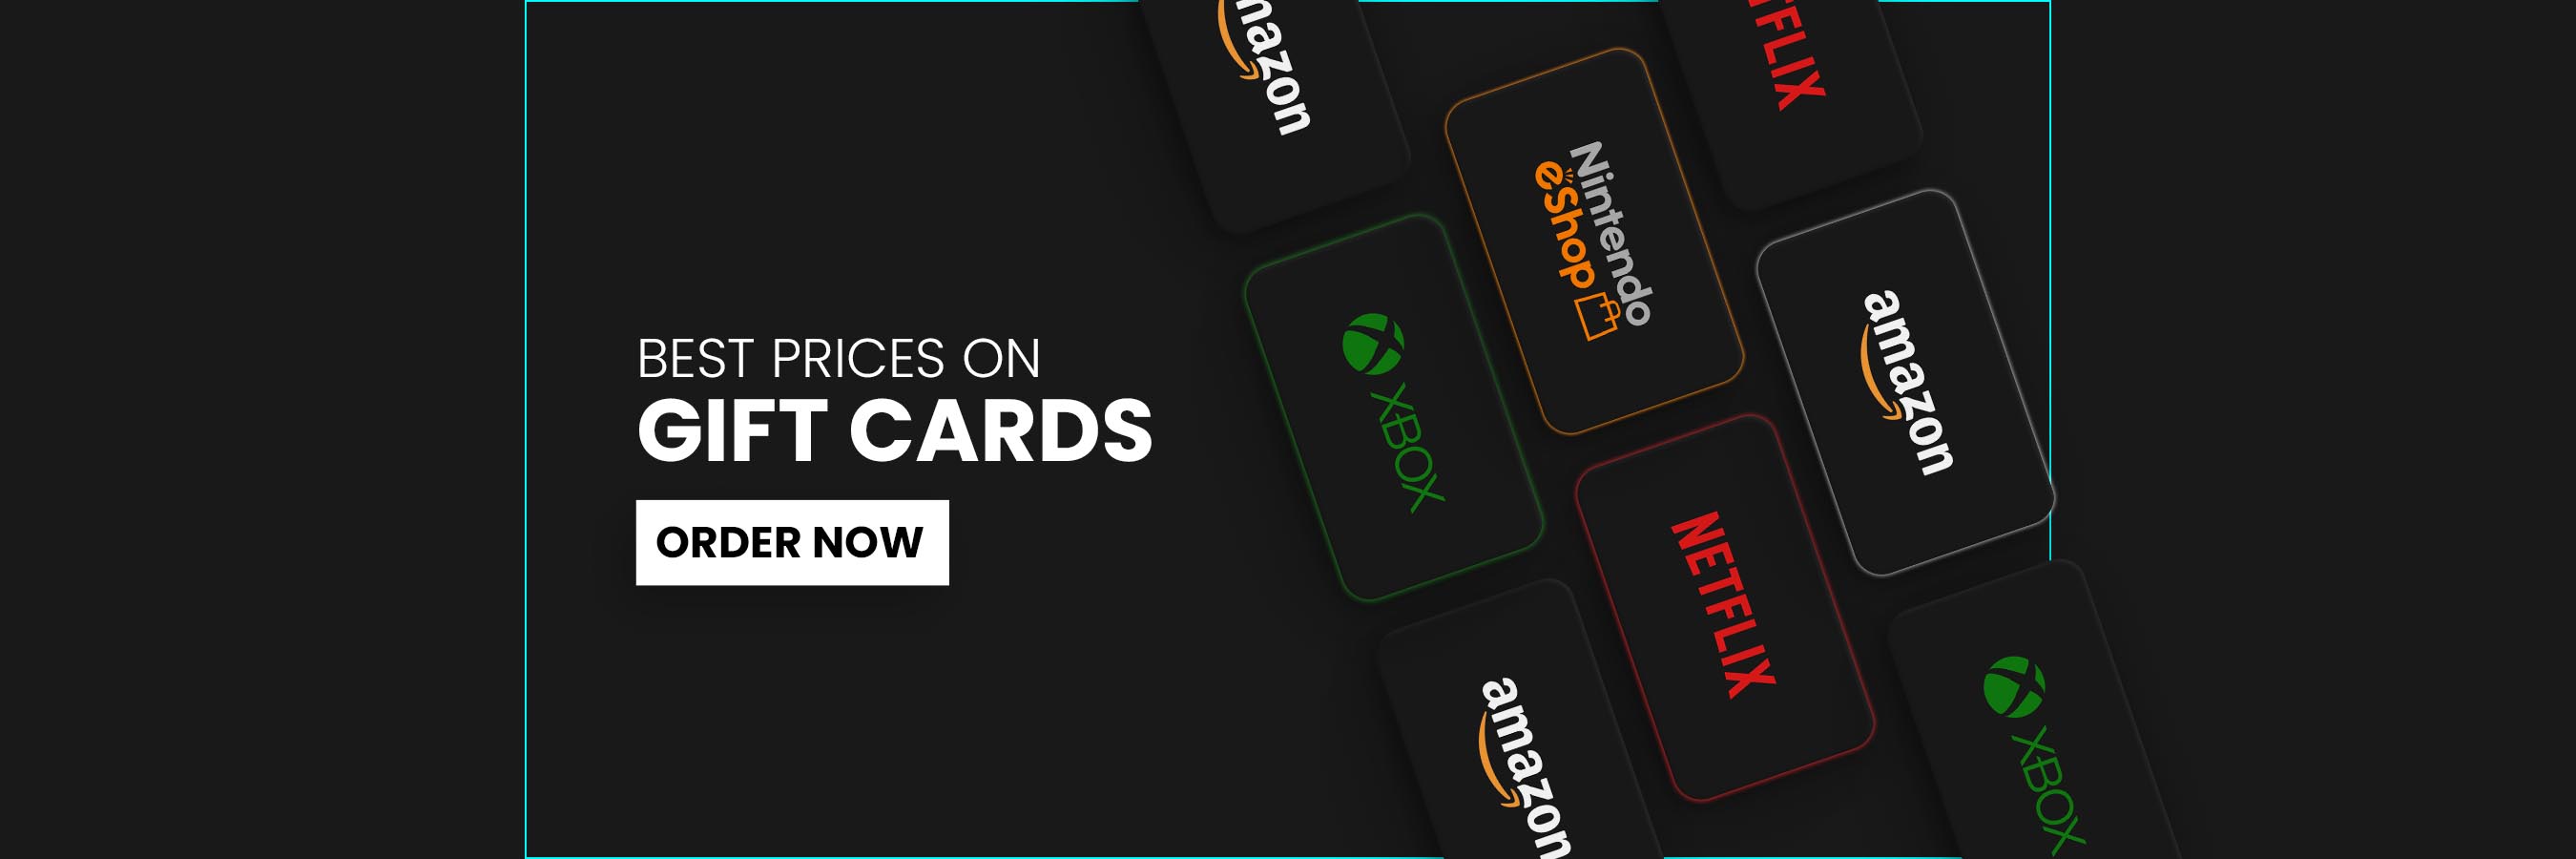 BEST PRICES ON
GIFT CARDS
ORDER NOW
amazon
NETFLIX
Nintendo
eShop
XBOX
amazon
NETFLIX
amazon
XBOX